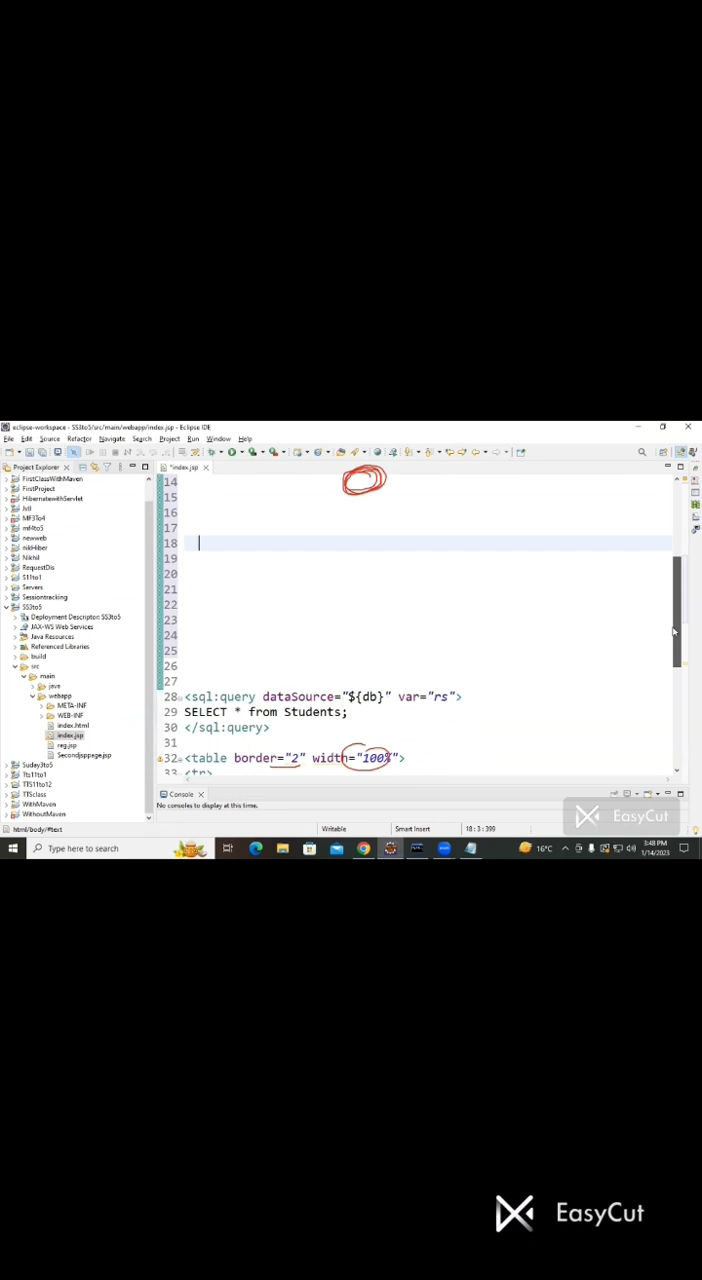 eclipse-workspace - SS3to5/src/main/webapp/index.jsp - Eclipse IDE
File Edit Source Refactor Navigate Search Project Run Window Help
Project Explorer
*index.jsp
FirstClassWithMaven
FirstProject
HibernatewithServlet
Jstl
MF3To4
mf4to5
newweb
nikHiber
Nikhil
RequestDis
S11to1
Servers
Sessiontracking
SS3to5
Deployment Descriptor: SS3to5
JAX-WS Web Services
Java Resources
Referenced Libraries
build
src
main
java
webapp
META-INF
WEB-INF
index.html
index.jsp
reg.jsp
Secondjsppage.jsp
Suday3to5
Tts11to1
TTS11to12
TTSclass
WithMaven
WithoutMaven
14
15
16
17
18
19
20
21
22
23
24
25
26
27
28 <sql:query dataSource="${db}" var="rs">
29 SELECT * from Students;
30 </sql:query>
31
32 <table border="2" width="100%">
33 <tr>
Console
No consoles to display at this time.
EasyCut
html/body/#text
Writable
Smart Insert
18 : 3 : 399
Type here to search
16°C
3:48 PM
1/14/2023
EasyCut